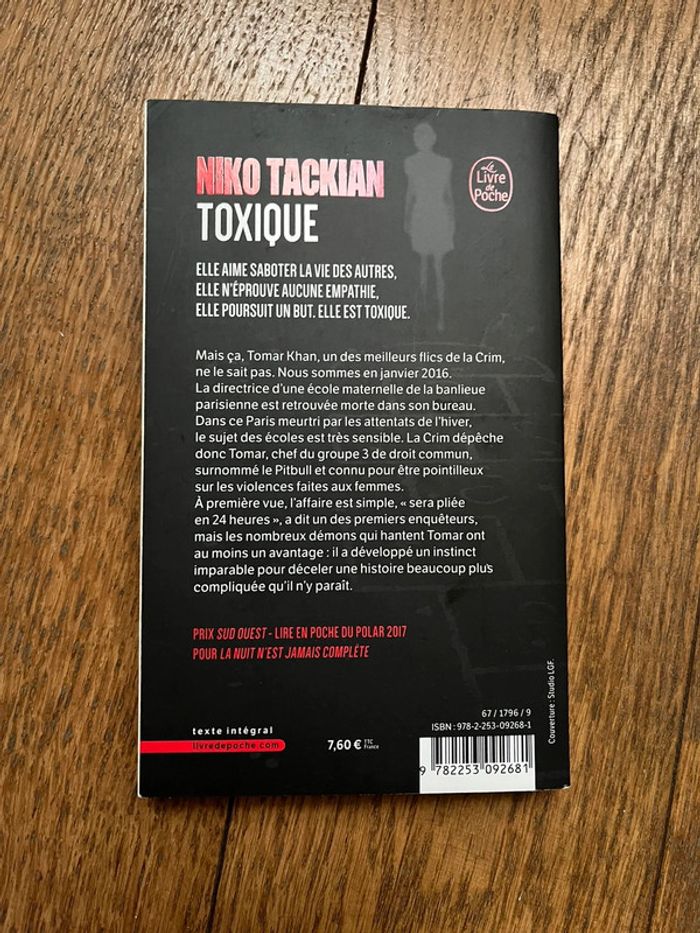 NIKO TACKIAN
TOXIQUE
Le
Livre
de
Poche
ELLE AIME SABOTER LA VIE DES AUTRES,
ELLE N'ÉPROUVE AUCUNE EMPATHIE,
ELLE POURSUIT UN BUT. ELLE EST TOXIQUE.
Mais ça, Tomar Khan, un des meilleurs flics de la Crim,
ne le sait pas. Nous sommes en janvier 2016.
La directrice d'une école maternelle de la banlieue
parisienne est retrouvée morte dans son bureau.
Dans ce Paris meurtri par les attentats de l'hiver,
le sujet des écoles est très sensible. La Crim dépêche
donc Tomar, chef du groupe 3 de droit commun,
surnommé le Pitbull et connu pour être pointilleux
sur les violences faites aux femmes.
À première vue, l'affaire est simple, « sera pliée
en 24 heures », a dit un des premiers enquêteurs,
mais les nombreux démons qui hantent Tomar ont
au moins un avantage : il a développé un instinct
imparable pour déceler une histoire beaucoup plus
compliquée qu'il n'y paraît.
PRIX SUD OUEST - LIRE EN POCHE DU POLAR 2017
POUR LA NUIT N'EST JAMAIS COMPLÈTE
Couverture : Studio LGF.
67 / 1796 / 9
ISBN : 978-2-253-09268-1
texte intégral
livredepoche.com
7,60 € TTC
France
9 782253 092681